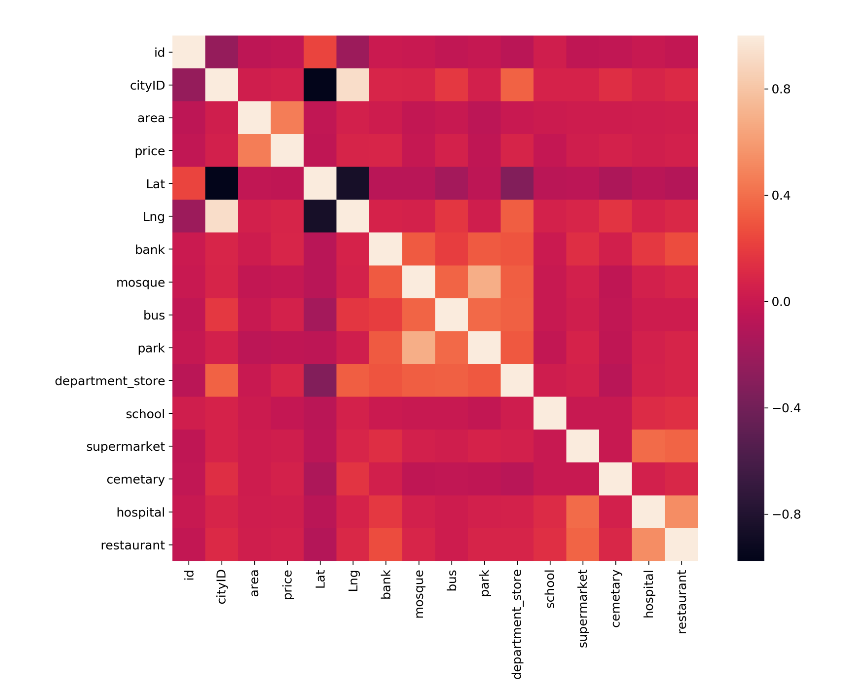 id
cityID
area
price
Lat
Lng
bank
mosque
bus
park
department_store
school
supermarket
cemetary
hospital
restaurant
0.8
0.4
0.0
−0.4
−0.8
id
cityID
area
price
Lat
Lng
bank
mosque
bus
park
department_store
school
supermarket
cemetary
hospital
restaurant